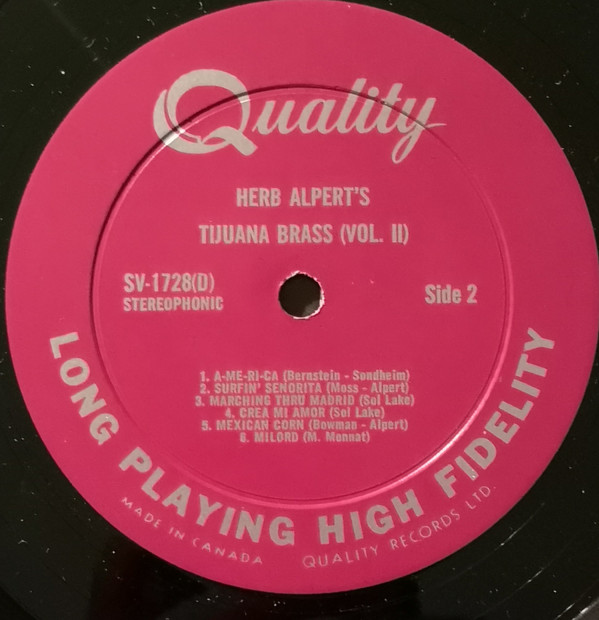 Quality
HERB ALPERT'S
TIJUANA BRASS (VOL. II)
SV-1728(D)
STEREOPHONIC
Side 2
1. A-ME-RI-CA (Bernstein - Sondheim)
2. SURFIN' SENORITA (Moss - Alpert)
3. MARCHING THRU MADRID (Sol Lake)
4. CREA MI AMOR (Sol Lake)
5. MEXICAN CORN (Bowman - Alpert)
6. MILORD (M. Monnat)
LONG PLAYING HIGH FIDELITY
MADE IN CANADA QUALITY RECORDS LTD.